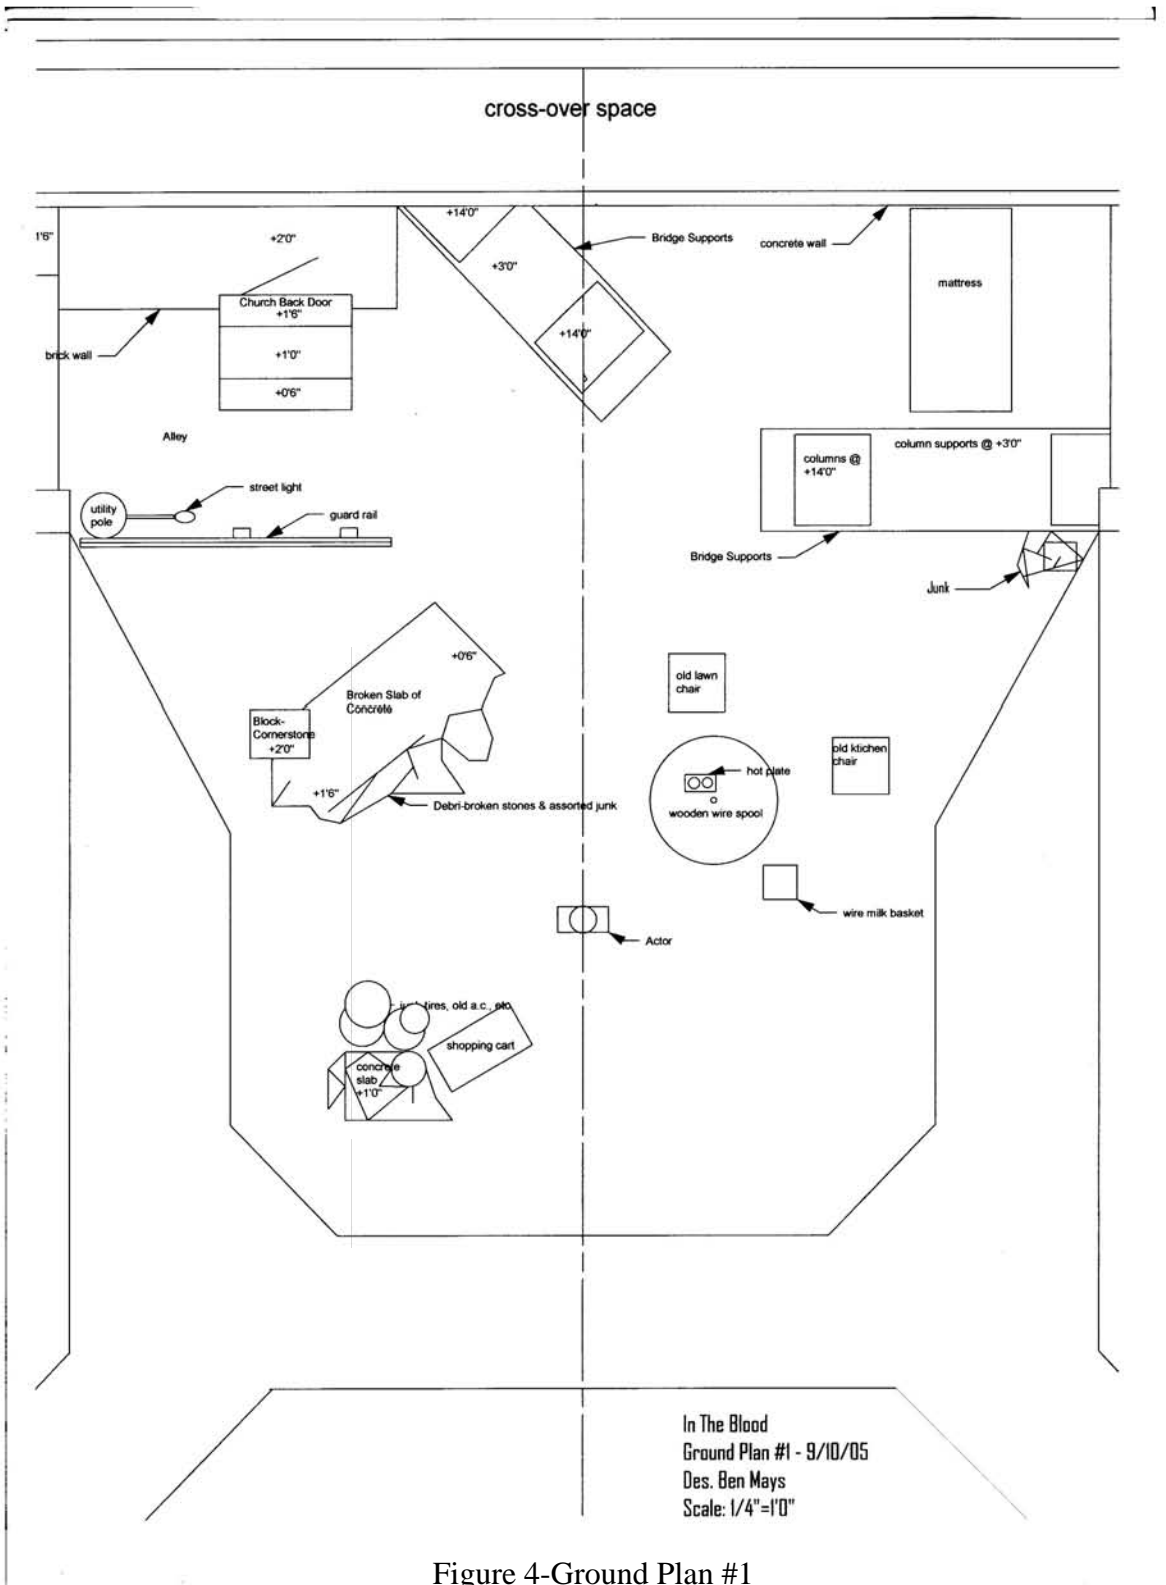 cross-over space
+14'0"
Bridge Supports
concrete wall
1'6"
+2'0"
+3'0"
mattress
Church Back Door
+1'6"
+14'0"
brick wall
+1'0"
+0'6"
Alley
column supports @ +3'0"
columns @
+14'0"
street light
utility
pole
guard rail
Bridge Supports
Junk
+0'6"
old lawn
chair
Broken Slab of
Concrete
Block-
Cornerstone
+2'0"
old ktichen
chair
hot plate
+1'6"
Debri-broken stones & assorted junk
wooden wire spool
wire milk basket
Actor
tires, old a.c., etc
shopping cart
concrete
slab
+1'0"
In The Blood
Ground Plan #1 - 9/10/05
Des. Ben Mays
Scale: 1/4"=1'0"
Figure 4-Ground Plan #1